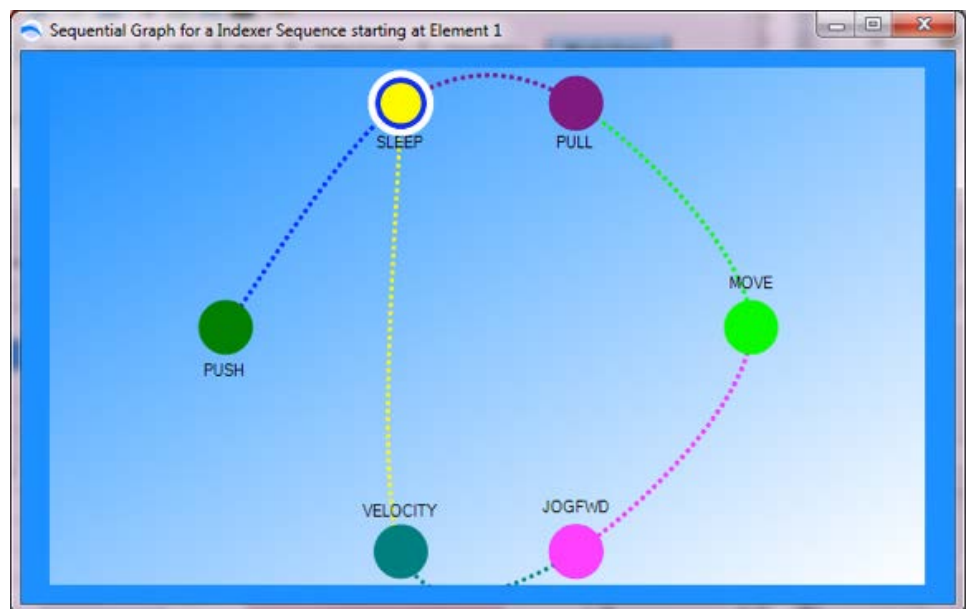 Sequential Graph for a Indexer Sequence starting at Element 1
SLEEP
PULL
MOVE
PUSH
VELOCITY
JOGFWD